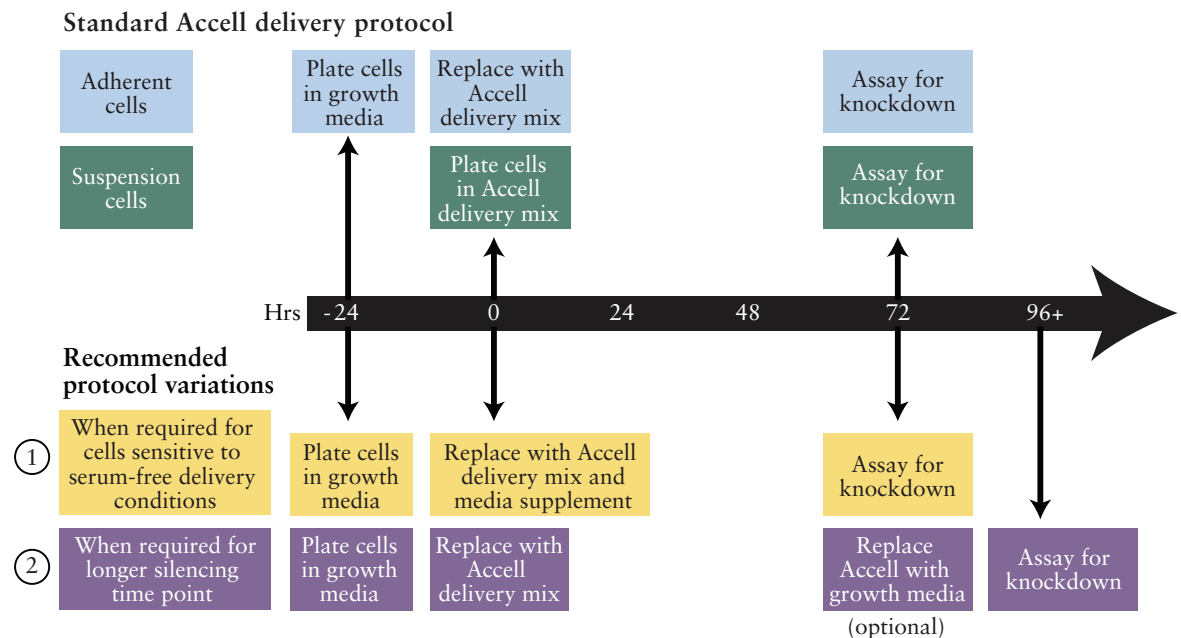 Standard Accell delivery protocol
Adherent
cells
Plate cells
in growth
media
Replace with
Accell
delivery mix
Assay for
knockdown
Suspension
cells
Plate cells
in Accell
delivery mix
Assay for
knockdown
Hrs -24 0 24 48 72 96+
Recommended
protocol variations
1
When required for
cells sensitive to
serum-free delivery
conditions
Plate cells
in growth
media
Replace with Accell
delivery mix and
media supplement
Assay for
knockdown
2
When required for
longer silencing
time point
Plate cells
in growth
media
Replace with
Accell
delivery mix
Replace
Accell with
growth media
(optional)
Assay for
knockdown